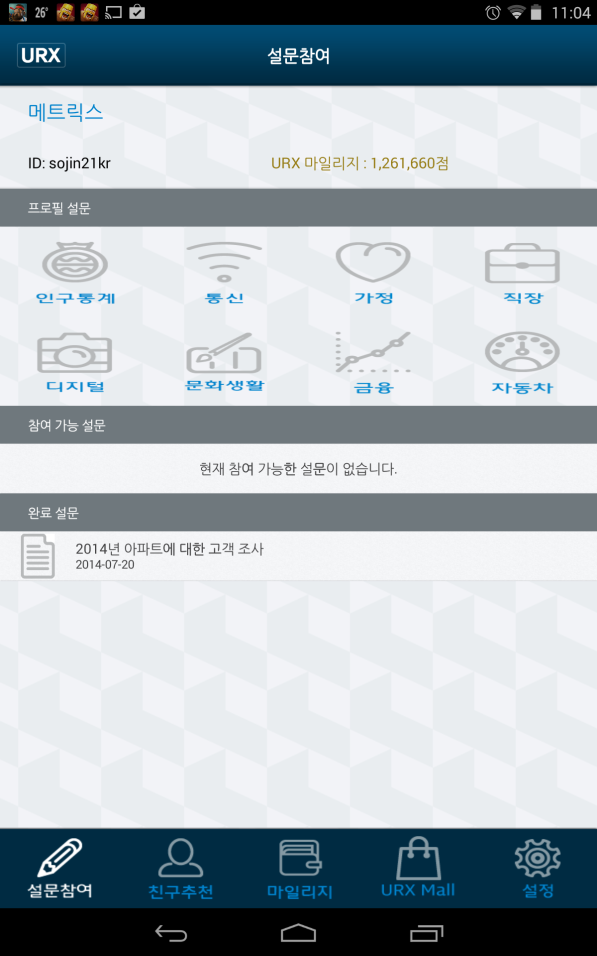 26° 11:04
URX 설문참여
메트릭스
ID: sojin21kr URX 마일리지 : 1,261,660점
프로필 설문
인구통계 통신 가정 직장
디지털 문화생활 금융 자동차
참여 가능 설문
현재 참여 가능한 설문이 없습니다.
완료 설문
2014년 아파트에 대한 고객 조사
2014-07-20
설문참여 친구추천 마일리지 URX Mall 설정